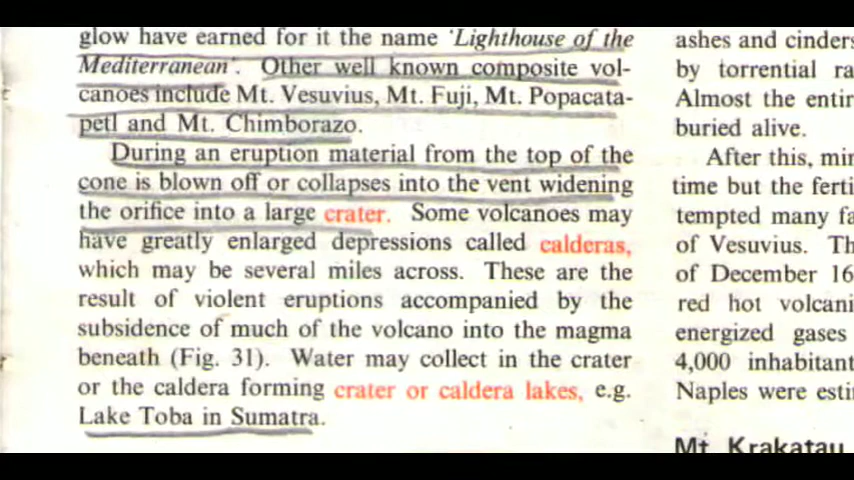 glow have earned for it the name 'Lighthouse of the
Mediterranean'. Other well known composite vol-
canoes include Mt. Vesuvius, Mt. Fuji, Mt. Popacata-
petl and Mt. Chimborazo.
During an eruption material from the top of the
cone is blown off or collapses into the vent widening
the orifice into a large crater. Some volcanoes may
have greatly enlarged depressions called calderas,
which may be several miles across. These are the
result of violent eruptions accompanied by the
subsidence of much of the volcano into the magma
beneath (Fig. 31). Water may collect in the crater
or the caldera forming crater or caldera lakes, e.g.
Lake Toba in Sumatra.
ashes and cinders
by torrential
Almost the
buried alive.
After this,
time but the
tempted many
of Vesuvius.
of December
red hot
energized gases
4,000
Naples were
Mt. Krakatau